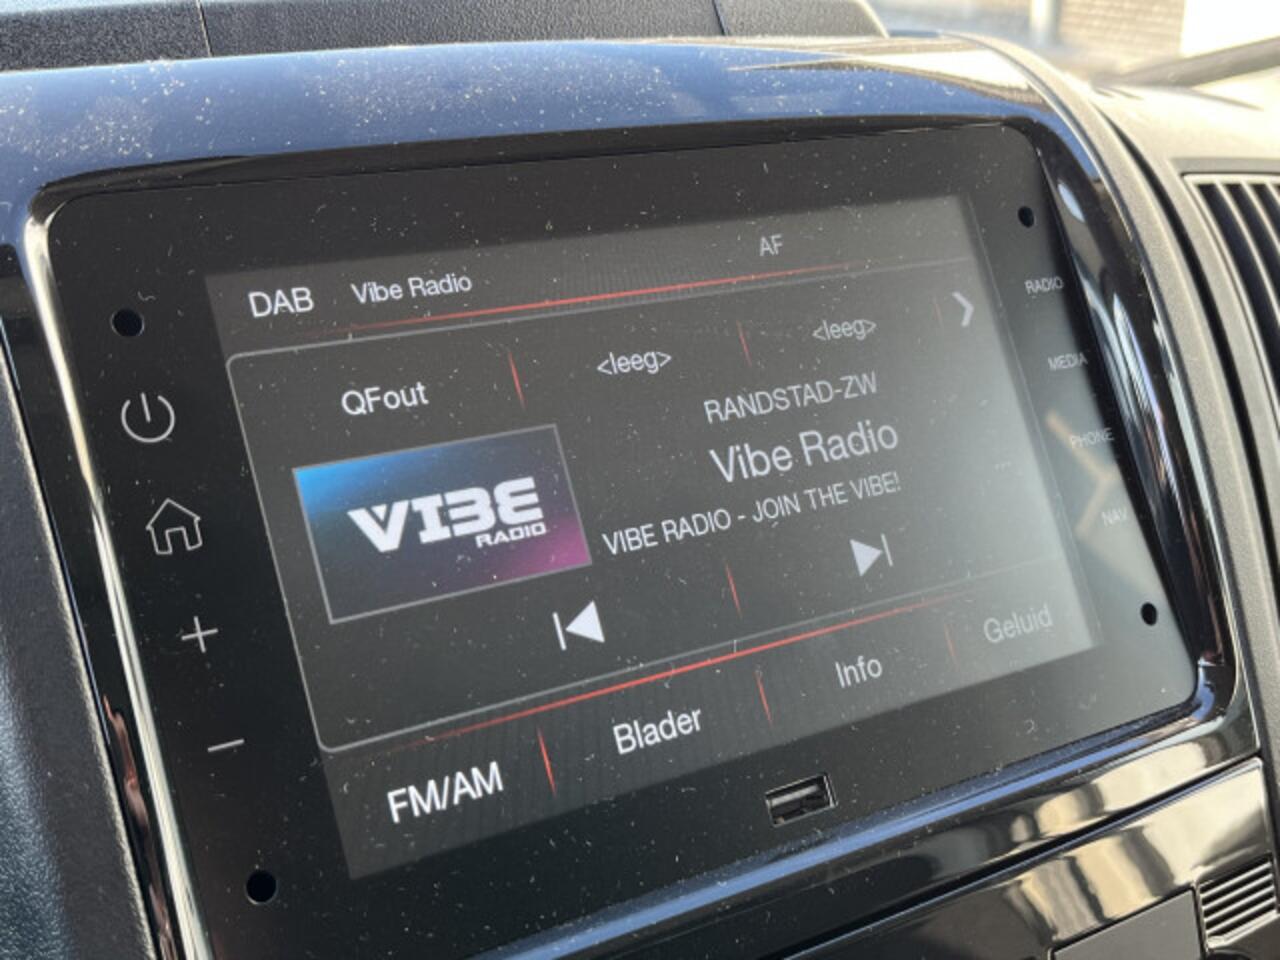 DAB Vibe Radio AF
QFout <leeg> <leeg>
RANDSTAD-ZW
Vibe Radio
VIBE RADIO - JOIN THE VIBE!
VIBE
RADIO
FM/AM Blader Info Geluid
RADIO
MEDIA
PHONE
NAV